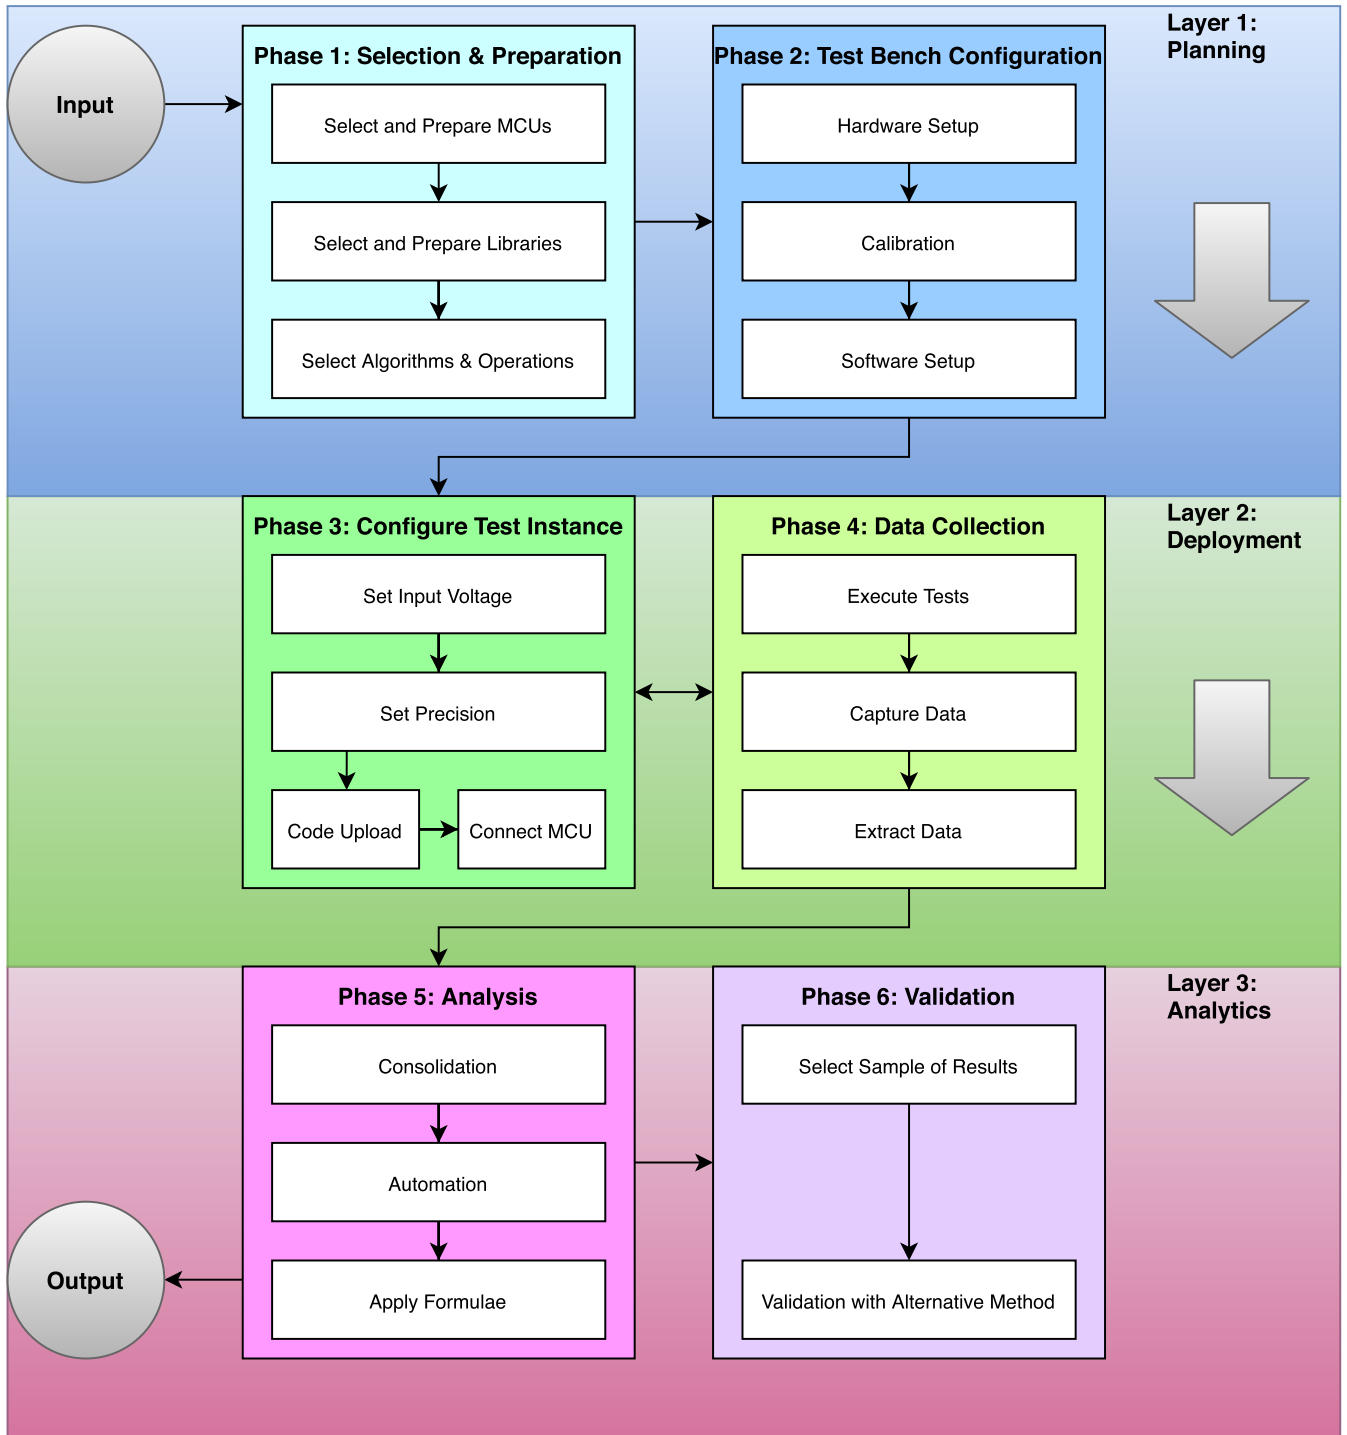 Layer 1:
Planning
Input
Phase 1: Selection & Preparation
Select and Prepare MCUs
Select and Prepare Libraries
Select Algorithms & Operations
Phase 2: Test Bench Configuration
Hardware Setup
Calibration
Software Setup
Layer 2:
Deployment
Phase 3: Configure Test Instance
Set Input Voltage
Set Precision
Code Upload
Connect MCU
Phase 4: Data Collection
Execute Tests
Capture Data
Extract Data
Layer 3:
Analytics
Phase 5: Analysis
Consolidation
Automation
Apply Formulae
Phase 6: Validation
Select Sample of Results
Validation with Alternative Method
Output